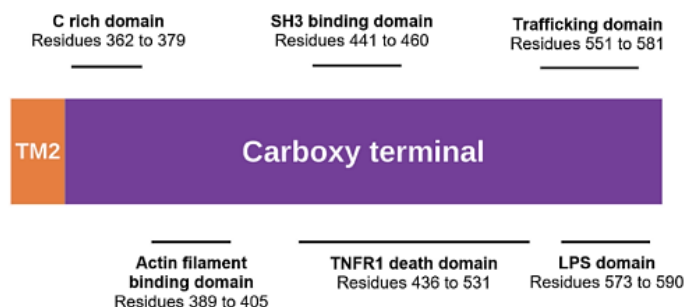 C rich domain
Residues 362 to 379
SH3 binding domain
Residues 441 to 460
Trafficking domain
Residues 551 to 581
TM2
Carboxy terminal
Actin filament
binding domain
Residues 389 to 405
TNFR1 death domain
Residues 436 to 531
LPS domain
Residues 573 to 590